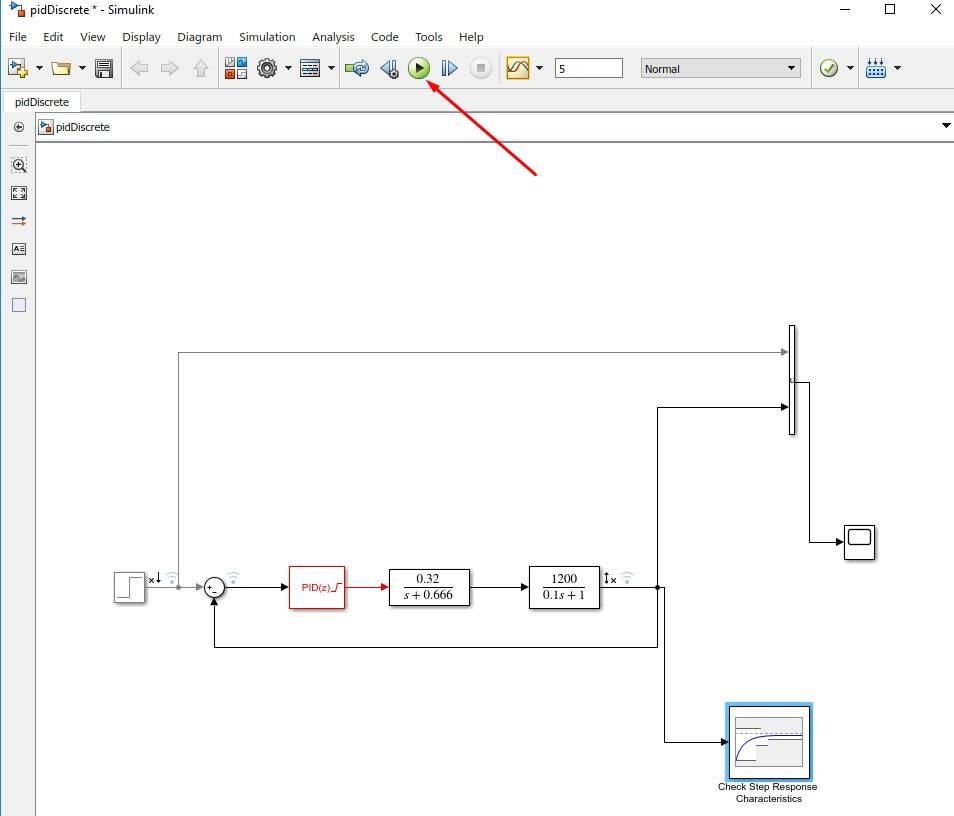 pidDiscrete * - Simulink
File Edit View Display Diagram Simulation Analysis Code Tools Help
5 Normal
pidDiscrete
pidDiscrete
A
x
+
-
PID(z)
0.32
s + 0.666
1200
0.1s + 1
x
Check Step Response
Characteristics